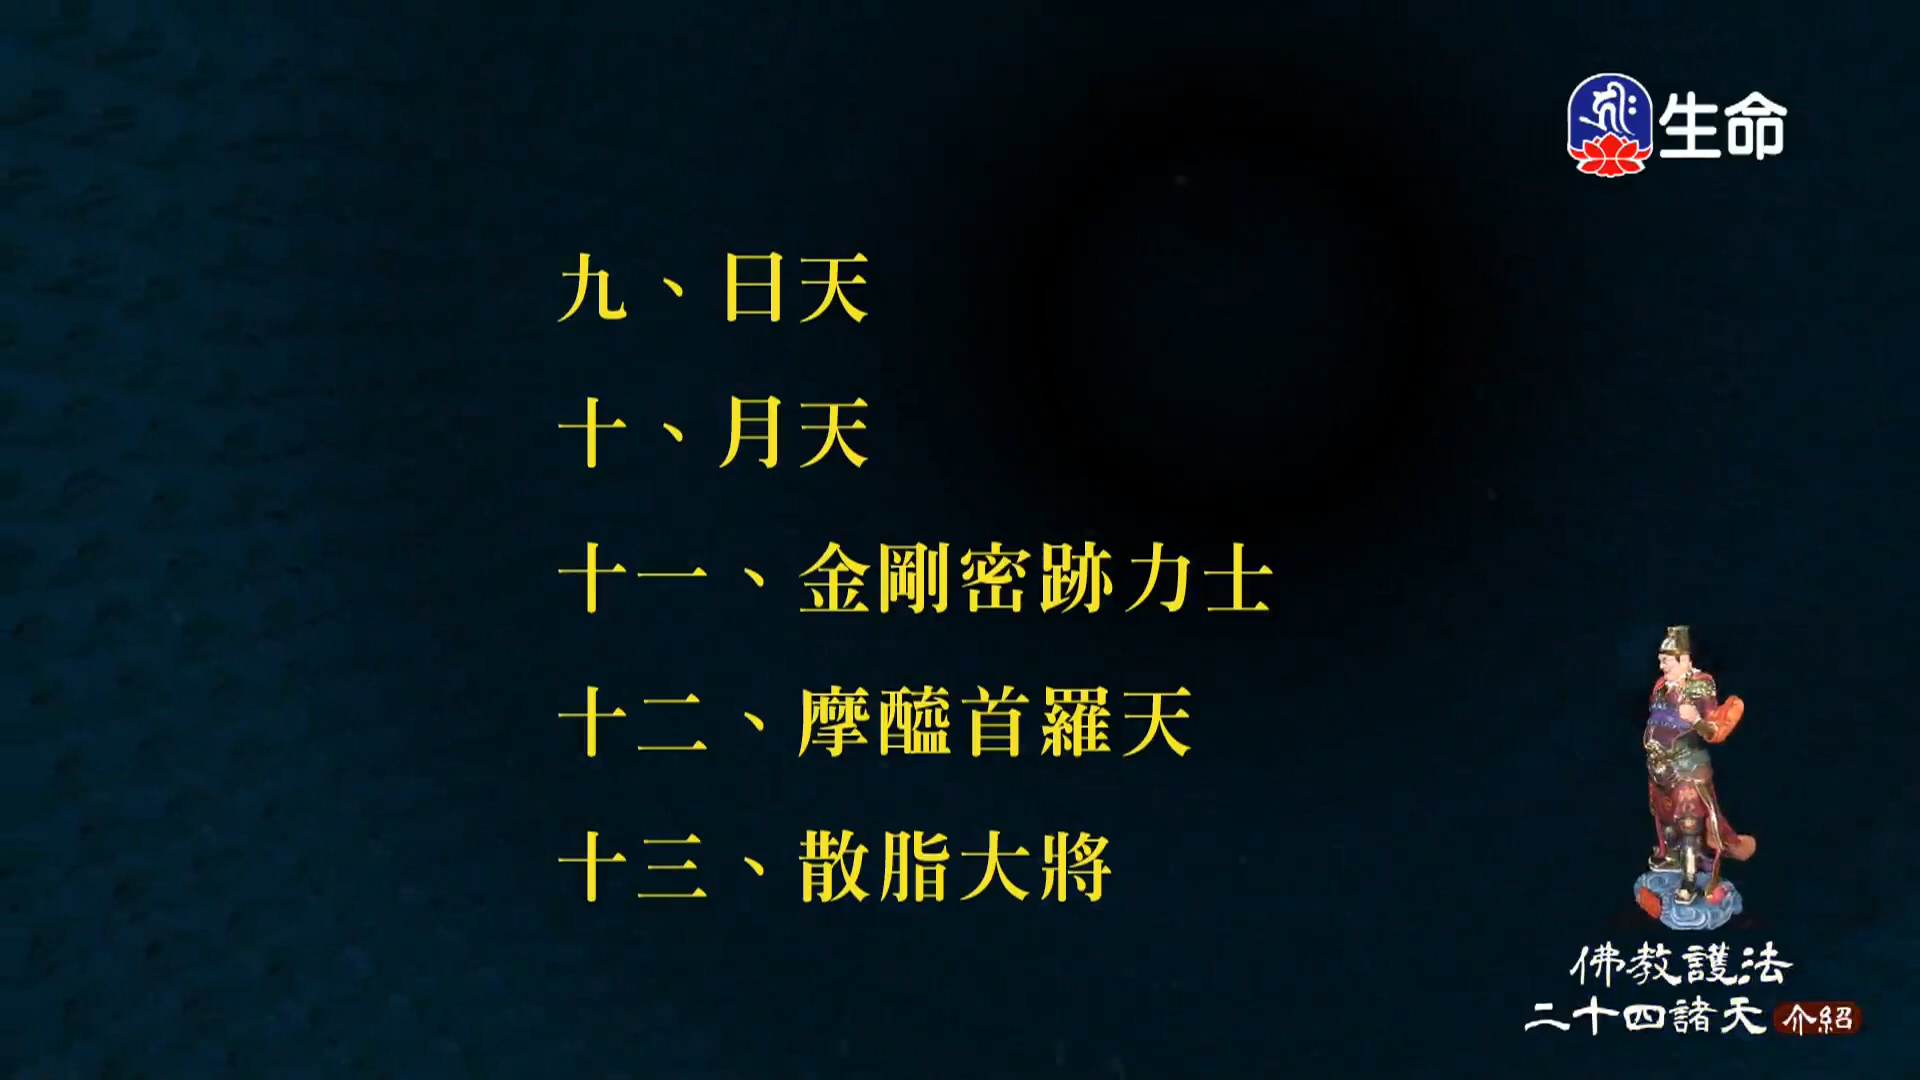 生命
九、日天
十、月天
十一、金剛密跡力士
十二、摩醯首羅天
十三、散脂大將
佛教護法
二十四諸天 介紹